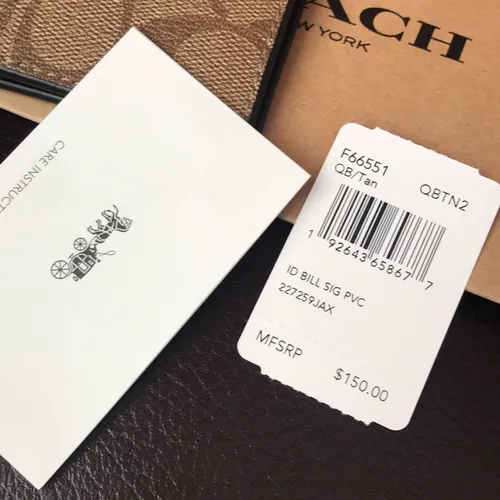 ACH
W YORK
CARE INSTRUCT
F66551
QB/Tan QBTN2
1 92643 65867 7
ID BILL SIG PVC
227259JAX
MFSRP
$150.00